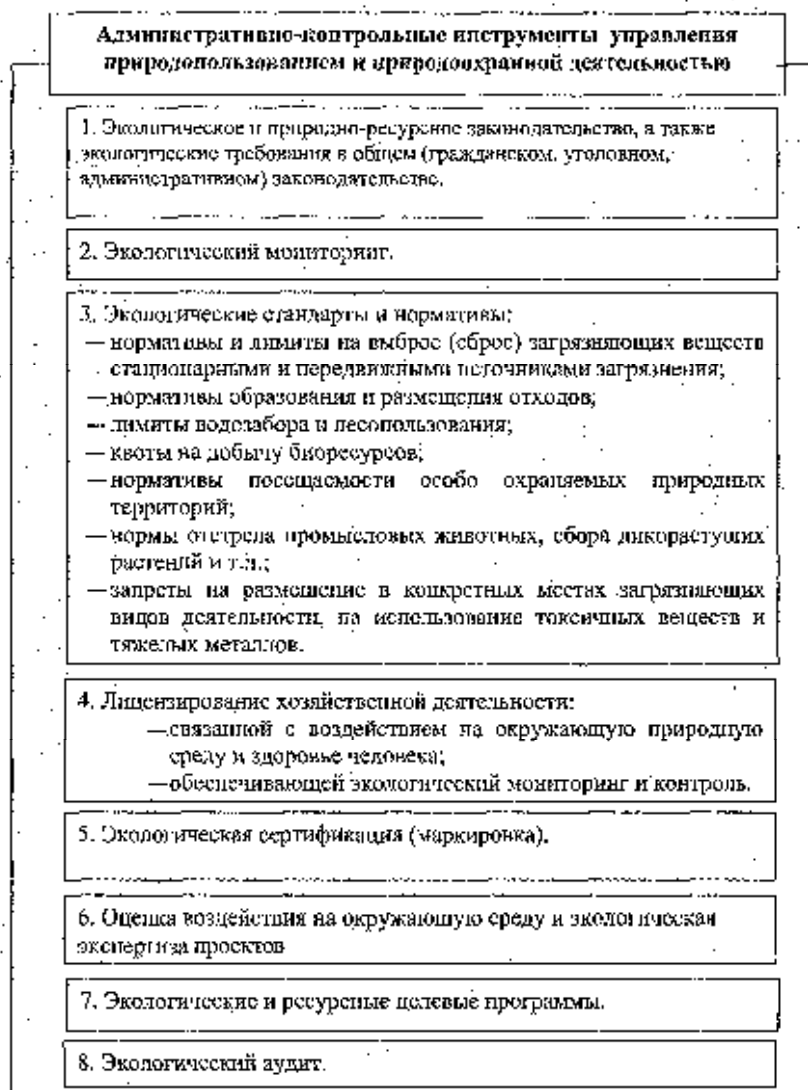 Административно-контрольные инструменты управления
природопользованием и природоохранной деятельностью
1. Экологическое и природно-ресурсное законодательство, а также
экологические требования в общем (гражданском, уголовном,
административном) законодательстве.
2. Экологический мониторинг.
3. Экологические стандарты и нормативы:
— нормативы и лимиты на выброс (сброс) загрязняющих веществ
стационарными и передвижными источниками загрязнения;
— нормативы образования и размещения отходов;
— лимиты водозабора и лесопользования;
— квоты на добычу биоресурсов;
— нормативы посещаемости особо охраняемых природных
территорий;
— нормы отстрела промысловых животных, сбора дикорастущих
растений и т.п.;
— запреты на размещение в конкретных местах загрязняющих
видов деятельности, на использование токсичных веществ и
тяжелых металлов.
4. Лицензирование хозяйственной деятельности:
— связанной с воздействием на окружающую природную
среду и здоровье человека;
— обеспечивающей экологический мониторинг и контроль.
5. Экологическая сертификация (маркировка).
6. Оценка воздействия на окружающую среду и экологическая
экспертиза проектов
7. Экологические и ресурсные целевые программы.
8. Экологический аудит.